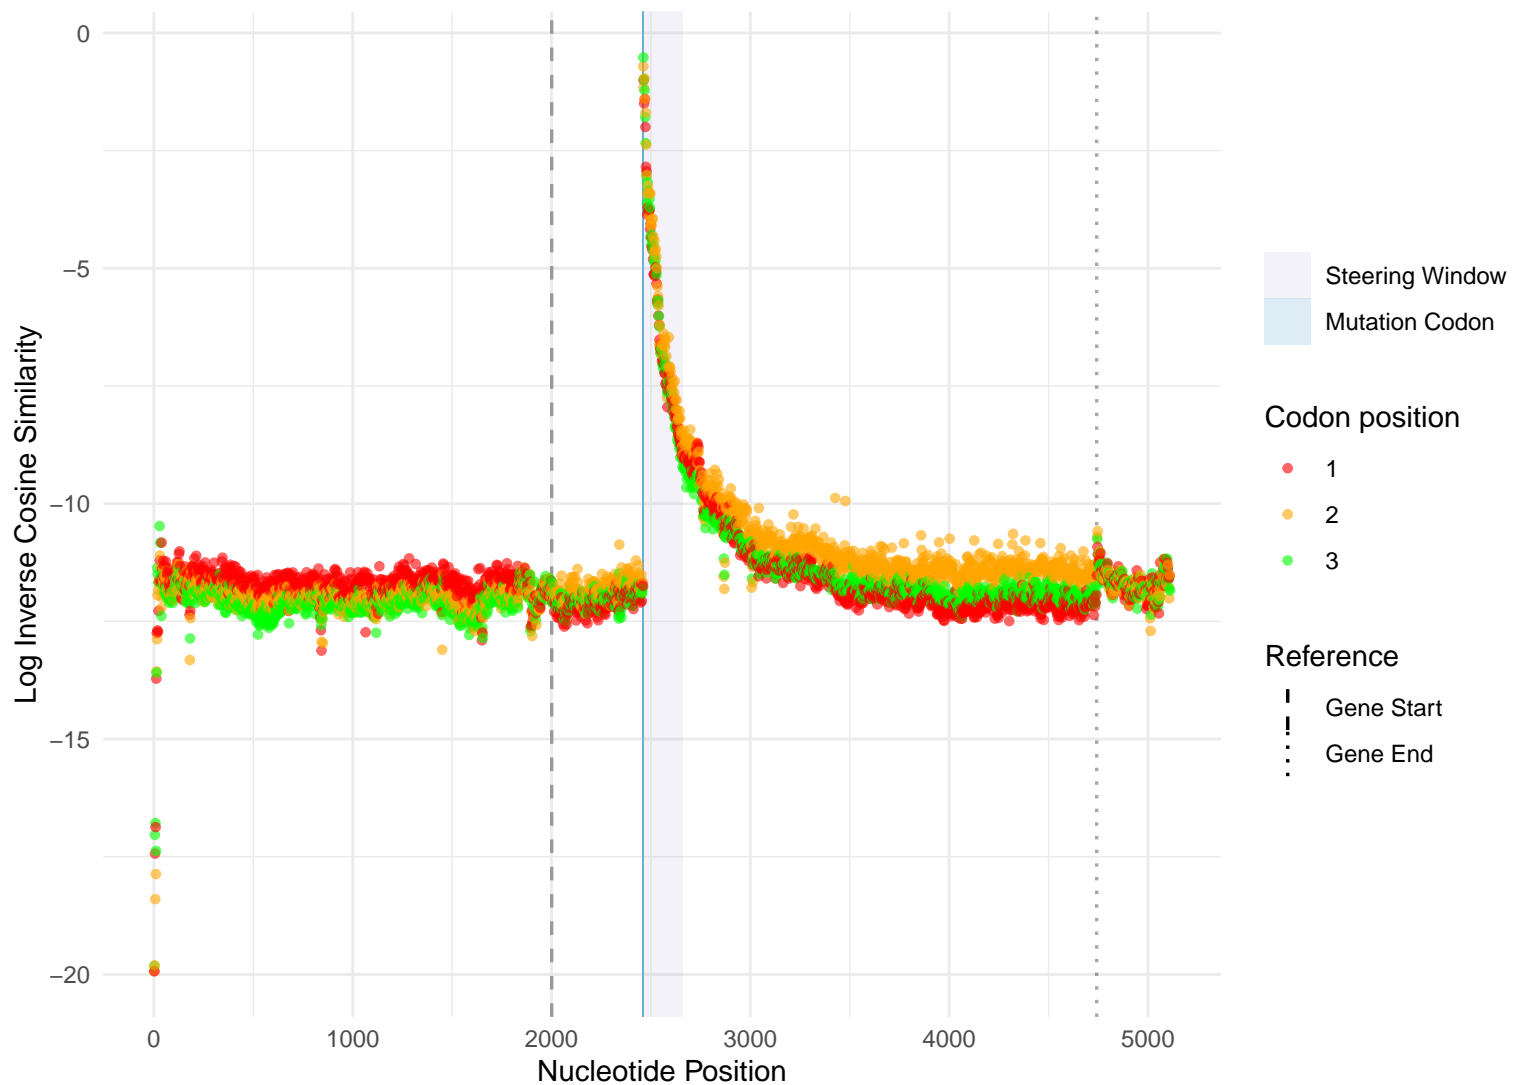 0
−5
−10
−15
−20
Log Inverse Cosine Similarity
0
1000
2000
3000
4000
5000
Nucleotide Position
Steering Window
Mutation Codon
Codon position
1
2
3
Reference
Gene Start
Gene End